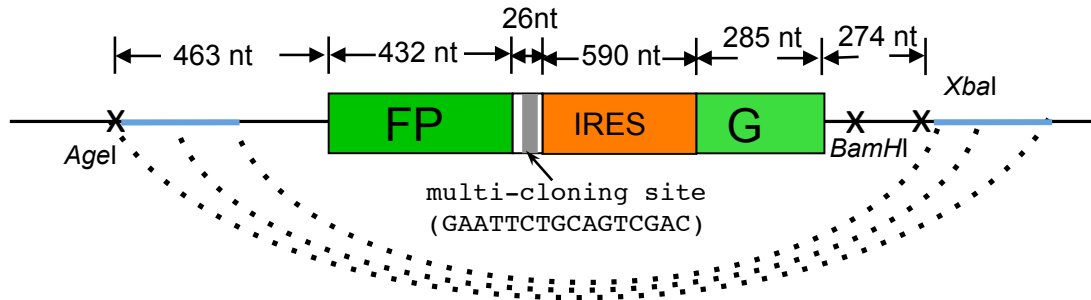 26nt
463 nt
432 nt
590 nt
285 nt
274 nt
XbaI
X
FP
IRES
G
X
X
AgeI
BamHI
multi-cloning site
(GAATTCTGCAGTCGAC)